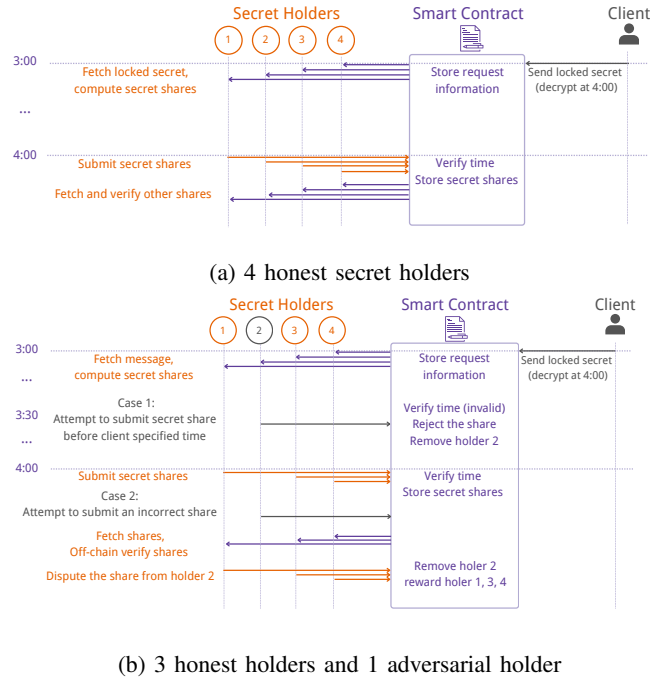 Secret Holders Smart Contract Client
1 2 3 4
3:00
Fetch locked secret,
compute secret shares
Store request
information
Send locked secret
(decrypt at 4:00)
...
4:00
Submit secret shares
Verify time
Store secret shares
Fetch and verify other shares
(a) 4 honest secret holders
Secret Holders Smart Contract Client
1 2 3 4
3:00
Fetch message,
compute secret shares
Store request
information
Send locked secret
(decrypt at 4:00)
...
3:30
Case 1:
Attempt to submit secret share
before client specified time
Verify time (invalid)
Reject the share
Remove holder 2
...
4:00
Submit secret shares
Verify time
Store secret shares
Case 2:
Attempt to submit an incorrect share
Fetch shares,
Off-chain verify shares
Dispute the share from holder 2
Remove holer 2
reward holer 1, 3, 4
(b) 3 honest holders and 1 adversarial holder